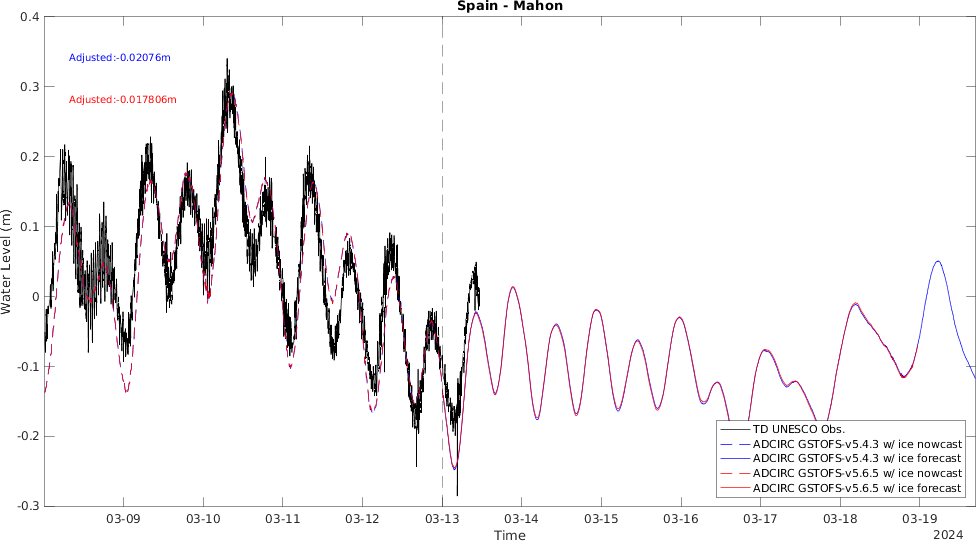 Spain - Mahon
Adjusted:-0.02076m
Adjusted:-0.017806m
Water Level (m)
0.4
0.3
0.2
0.1
0
-0.1
-0.2
-0.3
03-09 03-10 03-11 03-12 03-13 03-14 03-15 03-16 03-17 03-18 03-19
Time
2024
TD UNESCO Obs.
ADCIRC GSTOFS-v5.4.3 w/ ice nowcast
ADCIRC GSTOFS-v5.4.3 w/ ice forecast
ADCIRC GSTOFS-v5.6.5 w/ ice nowcast
ADCIRC GSTOFS-v5.6.5 w/ ice forecast